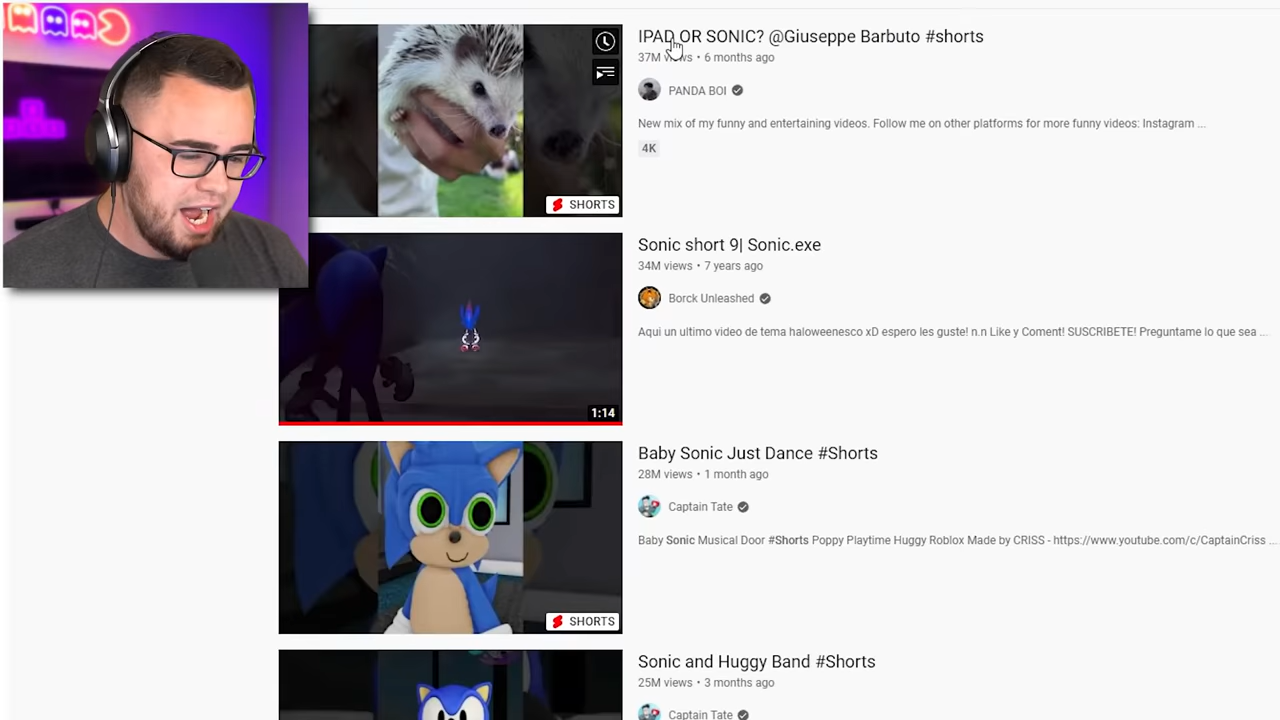 IPAD OR SONIC? @Giuseppe Barbuto #shorts
37M views • 6 months ago
PANDA BOI
New mix of my funny and entertaining videos. Follow me on other platforms for more funny videos: Instagram ...
4K
SHORTS
Sonic short 9| Sonic.exe
34M views • 7 years ago
Borck Unleashed
Aqui un ultimo video de tema haloweenesco xD espero les guste! n.n Like y Coment! SUSCRIBETE! Preguntame lo que sea ...
1:14
Baby Sonic Just Dance #Shorts
28M views • 1 month ago
Captain Tate
Baby Sonic Musical Door #Shorts Poppy Playtime Huggy Roblox Made by CRISS - https://www.youtube.com/c/CaptainCriss ...
SHORTS
Sonic and Huggy Band #Shorts
25M views • 3 months ago
Captain Tate